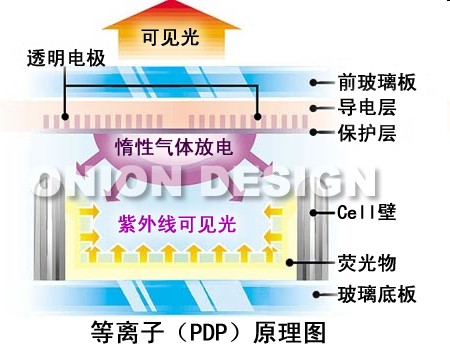 可见光
透明电极
前玻璃板
导电层
保护层
惰性气体放电
ONION DESIGN
紫外线可见光
Cell壁
荧光物
玻璃底板
等离子（PDP）原理图